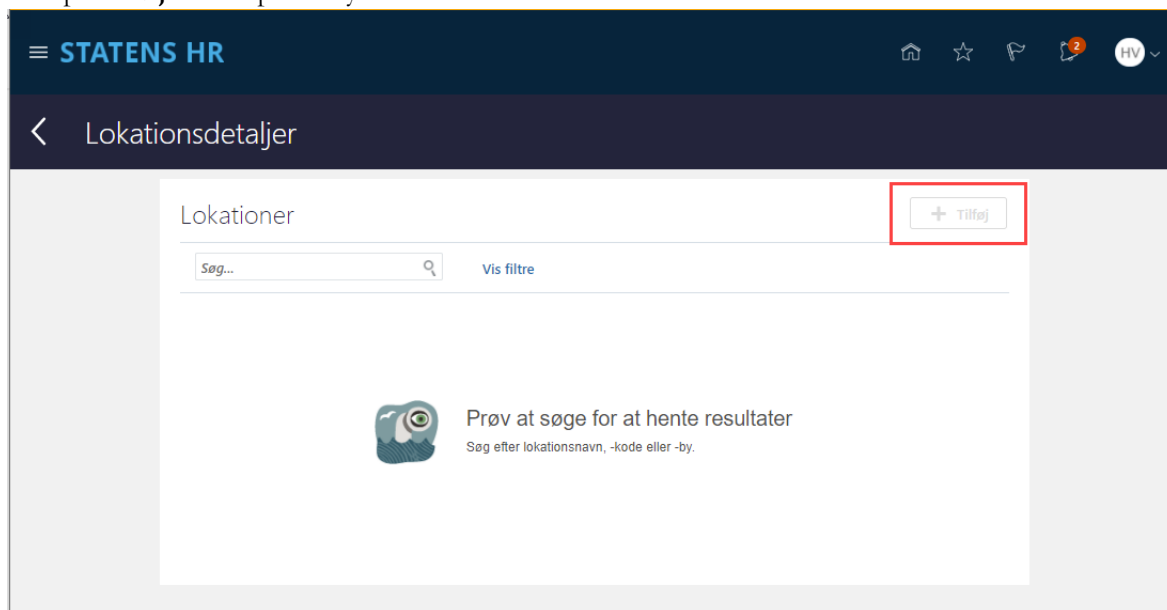 STATENS HR
2
HV
Lokationsdetaljer
Lokationer
+ Tilføj
Søg...
Vis filtre
Prøv at søge for at hente resultater
Søg efter lokationsnavn, -kode eller -by.